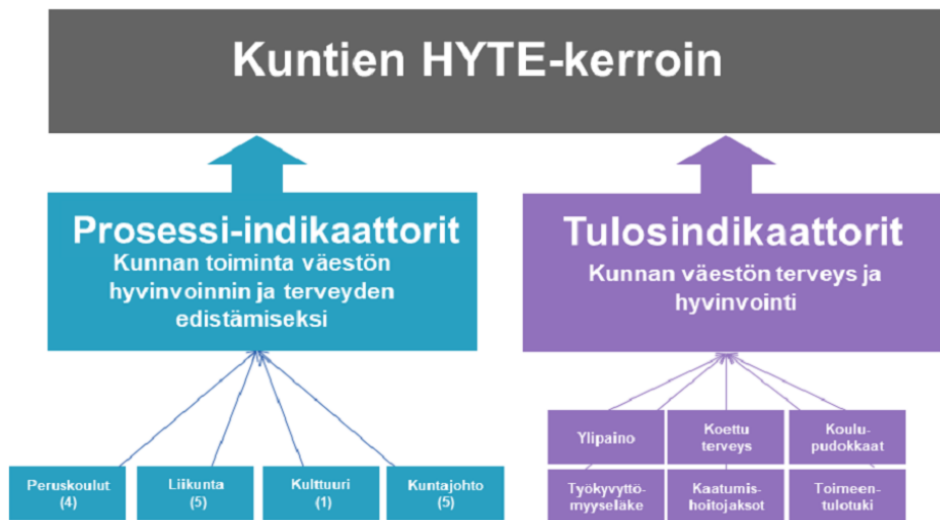 Kuntien HYTE-kerroin
Prosessi-indikaattorit
Kunnan toiminta väestön
hyvinvoinnin ja terveyden
edistämiseksi
Tulosindikaattorit
Kunnan väestön terveys ja
hyvinvointi
Peruskoulut
(4)
Liikunta
(5)
Kulttuuri
(1)
Kuntajohto
(5)
Ylipaino
Koettu
terveys
Koulu-
pudokkaat
Työkyvyttö-
myyseläke
Kaatumis-
hoitojaksot
Toimeen-
tulotuki